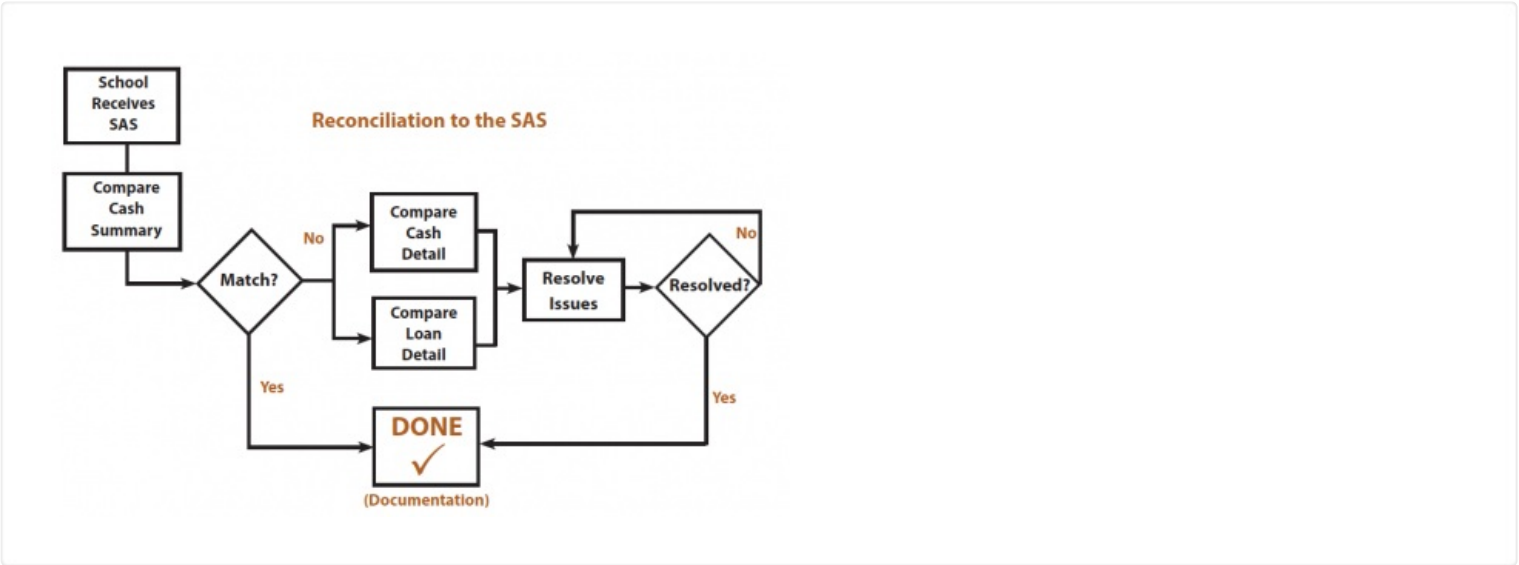 School
Receives
SAS
Reconciliation to the SAS
Compare
Cash
Summary
Match?
No
Compare
Cash
Detail
Compare
Loan
Detail
Resolve
Issues
Resolved?
No
Yes
Yes
DONE
(Documentation)